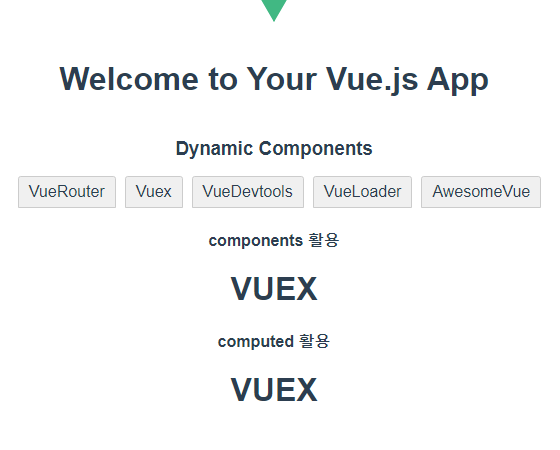 Welcome to Your Vue.js App
Dynamic Components
VueRouter Vuex VueDevtools VueLoader AwesomeVue
components 활용
VUEX
computed 활용
VUEX